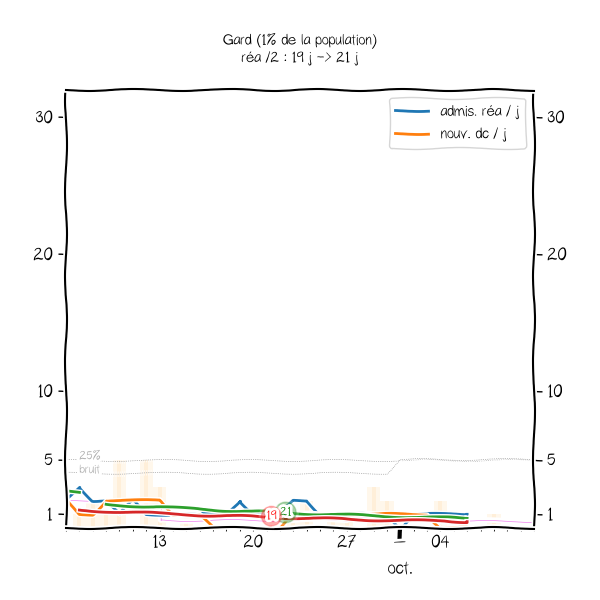 Gard (1% de la population)
réa /2 : 19 j -> 21 j
admis. réa / j
nouv. dc / j
30
30
20
20
10
10
25%
5
5
bruit
1
1
19
21
13
20
27
04
oct.